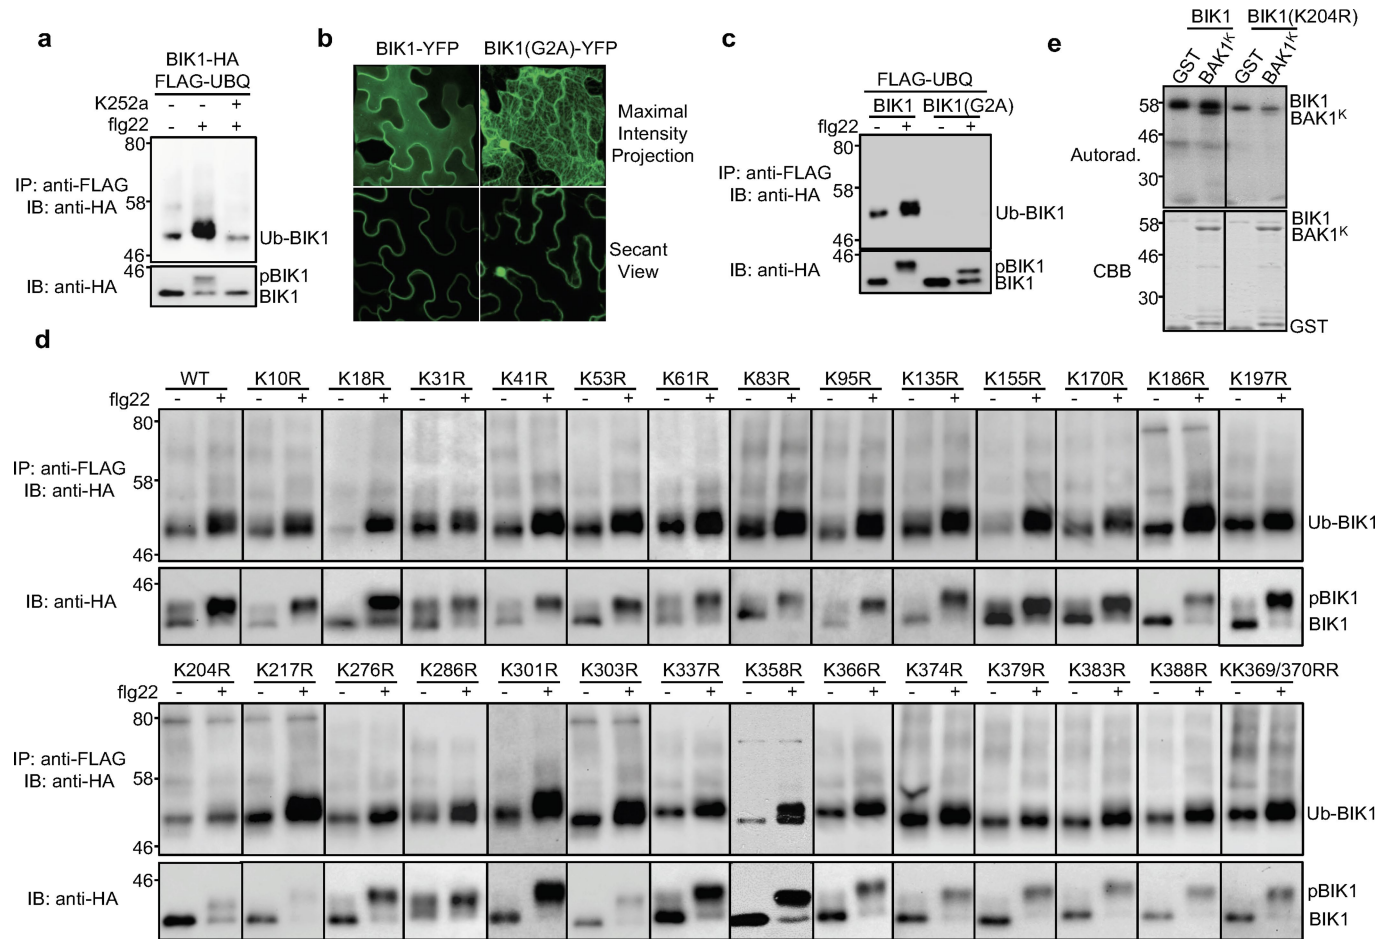 a
BIK1-HA
FLAG-UBQ
K252a - - +
flg22 - + +
80
IP: anti-FLAG
IB: anti-HA
58
Ub-BIK1
46
46
IB: anti-HA
pBIK1
BIK1
b
BIK1-YFP BIK1(G2A)-YFP
Maximal
Intensity
Projection
Secant
View
c
FLAG-UBQ
BIK1 BIK1(G2A)
flg22 - + - +
80
IP: anti-FLAG
IB: anti-HA
58
Ub-BIK1
46
IB: anti-HA
pBIK1
BIK1
e
BIK1 BIK1(K204R)
GST BAK1K GST BAK1K
58
BIK1
BAK1K
46
Autorad.
30
58
BIK1
BAK1K
46
CBB
30
GST
d
WT K10R K18R K31R K41R K53R K61R K83R K95R K135R K155R K170R K186R K197R
flg22 - + - + - + - + - + - + - + - + - + - + - + - + - + - +
80
IP: anti-FLAG
IB: anti-HA
58
Ub-BIK1
46
46
IB: anti-HA
pBIK1
BIK1
K204R K217R K276R K286R K301R K303R K337R K358R K366R K374R K379R K383R K388R KK369/370RR
flg22 - + - + - + - + - + - + - + - + - + - + - + - + - + - +
80
IP: anti-FLAG
IB: anti-HA
58
Ub-BIK1
46
46
IB: anti-HA
pBIK1
BIK1